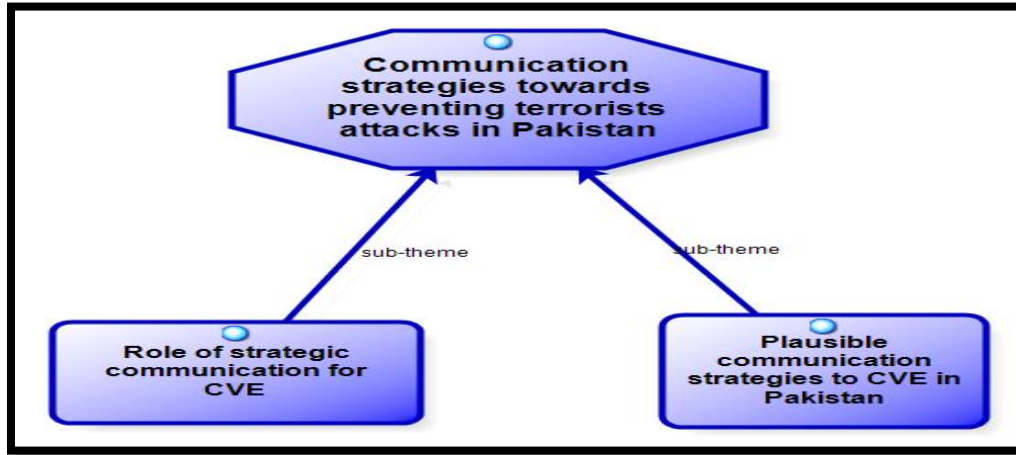 Communication
strategies towards
preventing terrorists
attacks in Pakistan
sub-theme
sub-theme
Role of strategic
communication for
CVE
Plausible
communication
strategies to CVE in
Pakistan